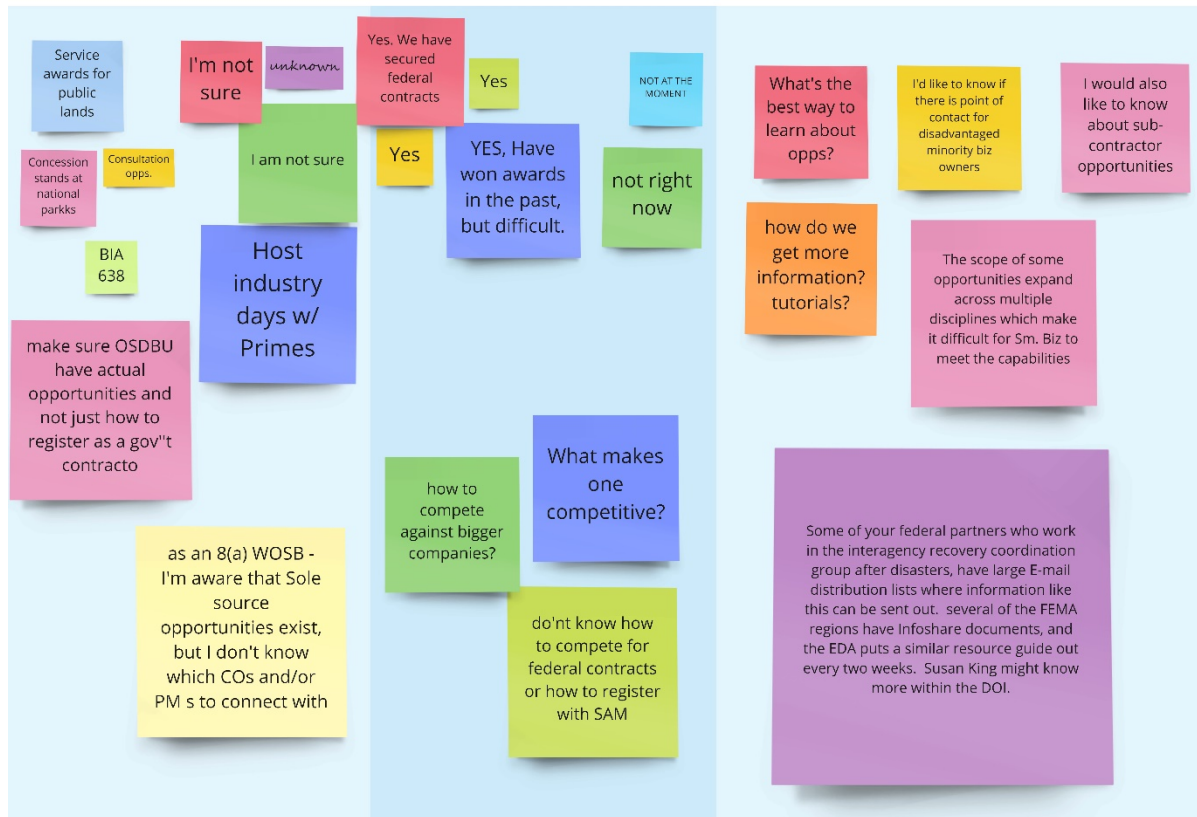 Service
awards for
public
lands
I'm not
sure
unknown
Concession
stands at
national
parkks
Consultation
opps.
I am not sure
BIA
638
Host
industry
days w/
Primes
make sure OSDBU
have actual
opportunities and
not just how to
register as a gov"t
contracto
as an 8(a) WOSB -
I'm aware that Sole
source
opportunities exist,
but I don't know
which COs and/or
PM s to connect with
Yes. We have
secured
federal
contracts
Yes
NOT AT THE
MOMENT
Yes
YES, Have
won awards
in the past,
but difficult.
not right
now
how to
compete
against bigger
companies?
What makes
one
competitive?
do'nt know how
to compete for
federal contracts
or how to register
with SAM
What's the
best way to
learn about
opps?
I'd like to know if
there is point of
contact for
disadvantaged
minority biz
owners
I would also
like to know
about sub-
contractor
opportunities
how do we
get more
information?
tutorials?
The scope of some
opportunities expand
across multiple
disciplines which make
it difficult for Sm. Biz to
meet the capabilities
Some of your federal partners who work
in the interagency recovery coordination
group after disasters, have large E-mail
distribution lists where information like
this can be sent out. several of the FEMA
regions have Infoshare documents, and
the EDA puts a similar resource guide out
every two weeks. Susan King might know
more within the DOI.